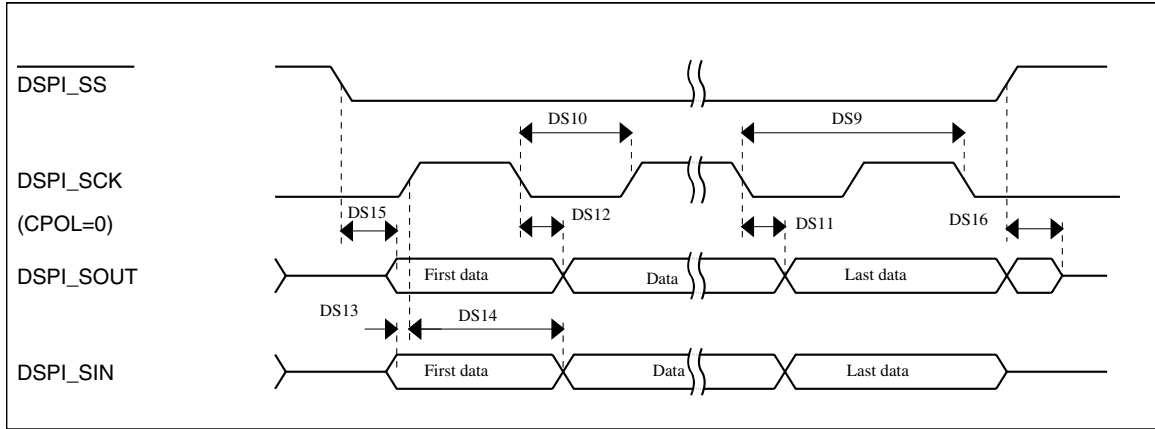 DSPI_SS
DS10
DS9
DSPI_SCK
(CPOL=0)
DS15
DS12
DS11
DS16
DSPI_SOUT
First data
Data
Last data
DS13
DS14
DSPI_SIN
First data
Data
Last data